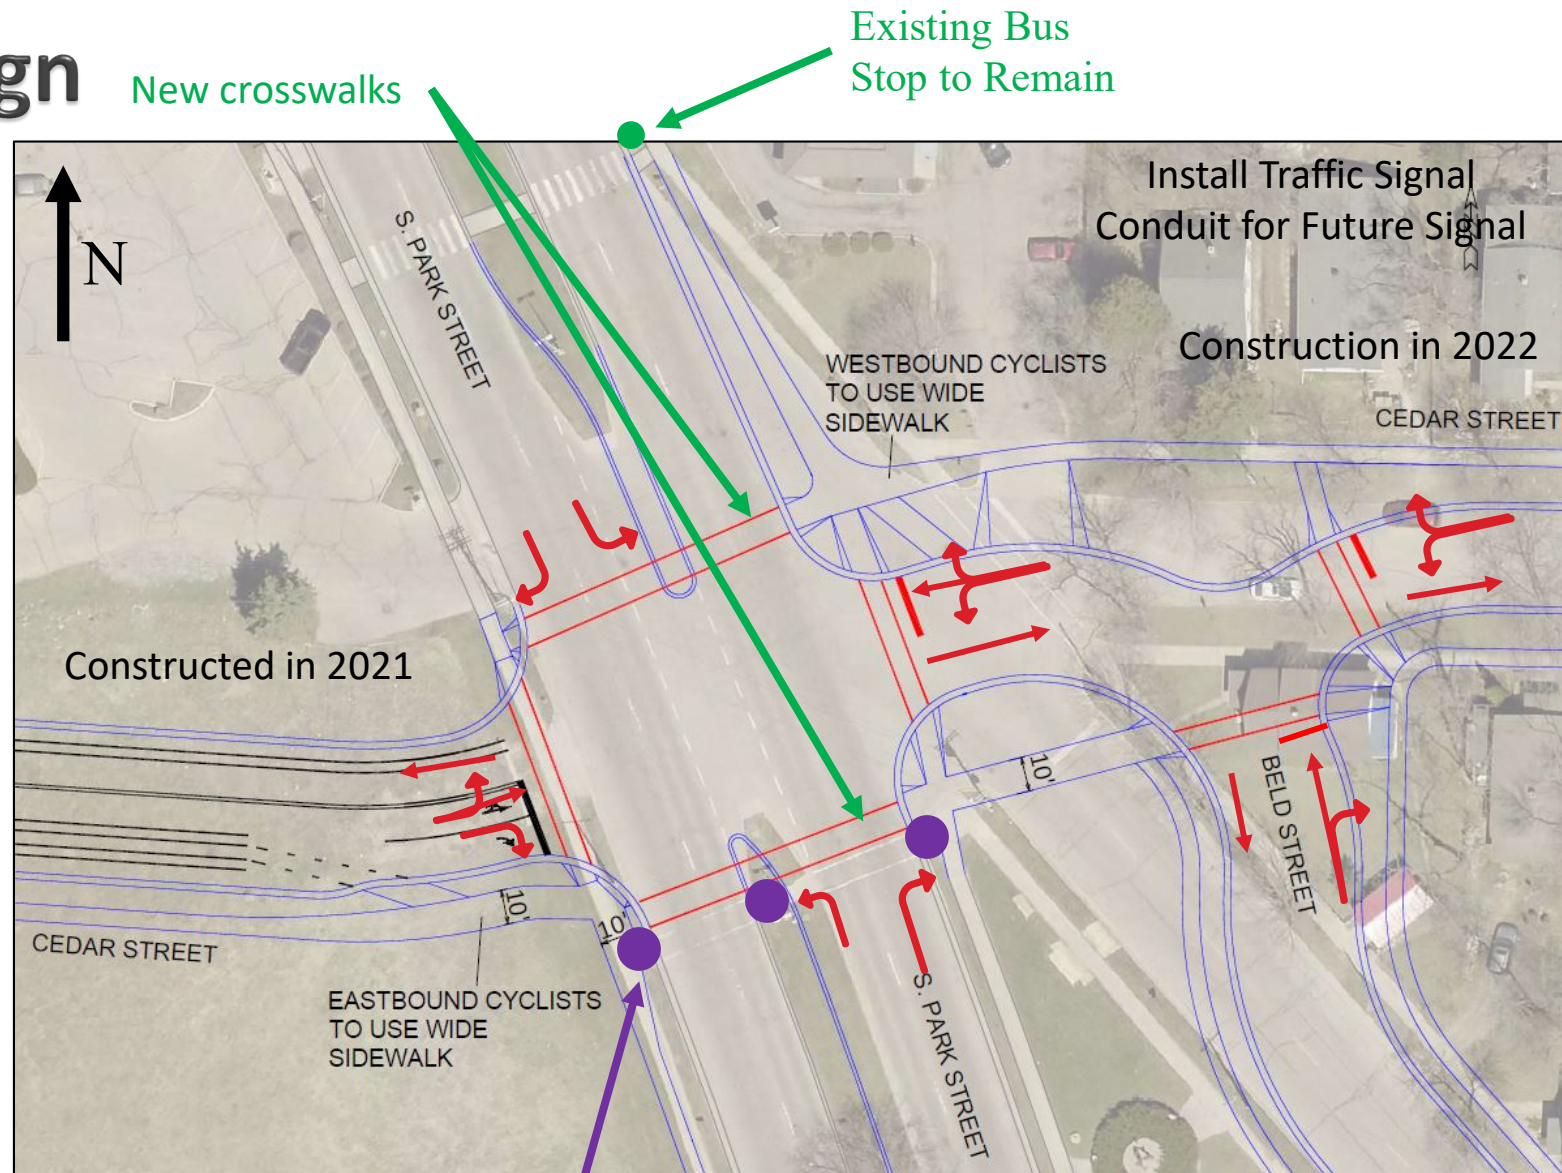 gn
New crosswalks
Existing Bus
Stop to Remain
Install Traffic Signal
Conduit for Future Signal
N
S. PARK STREET
Construction in 2022
WESTBOUND CYCLISTS
TO USE WIDE
SIDEWALK
CEDAR STREET
Constructed in 2021
10'
BELD STREET
10'
10'
CEDAR STREET
EASTBOUND CYCLISTS
TO USE WIDE
SIDEWALK
S. PARK STREET